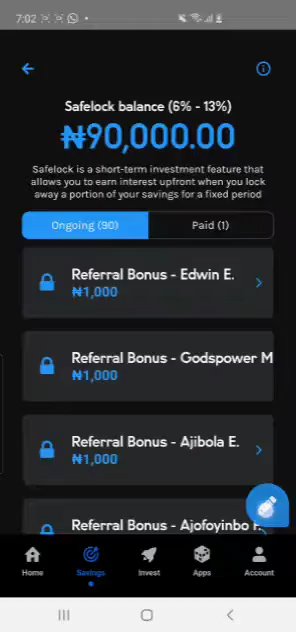 7:02
Safelock balance (6% - 13%)
₦90,000.00
Safelock is a short-term investment feature that
allows you to earn interest upfront when you lock
away a portion of your savings for a fixed period
Ongoing (90)
Paid (1)
Referral Bonus - Edwin E.
₦1,000
Referral Bonus - Godspower M
₦1,000
Referral Bonus - Ajibola E.
₦1,000
Referral Bonus - Ajofoyinbo
Home
Savings
Invest
Apps
Account